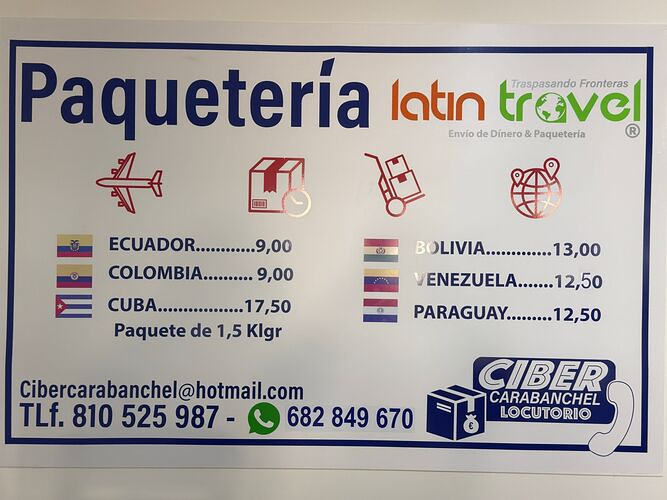 Paquetería
latin travel
Traspasando Fronteras
Envío de Dinero & Paquetería
®
ECUADOR............9,00
COLOMBIA......... 9,00
CUBA.................17,50
Paquete de 1,5 Klgr
BOLIVIA.............13,00
VENEZUELA.......12,50
PARAGUAY.........12,50
Cibercarabanchel@hotmail.com
TLf. 810 525 987 - 682 849 670
€
CIBER
CARABANCHEL
LOCUTORIO